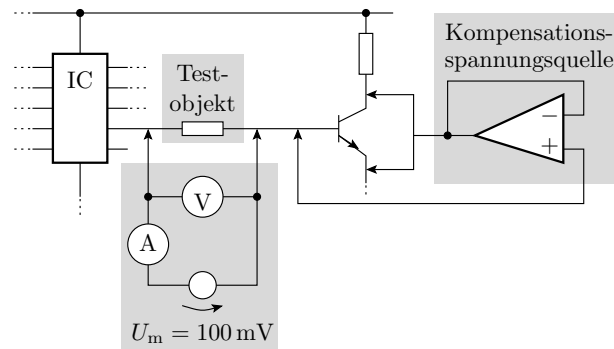 Kompensations-
spannungsquelle
IC
Test-
objekt
−
+
V
A
U_m = 100 mV